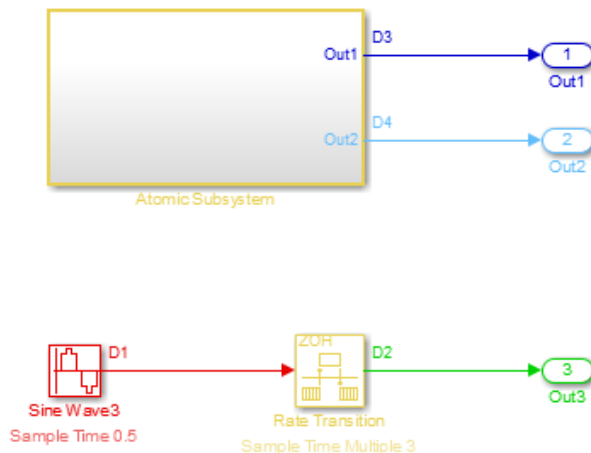 Out1
D3
1
Out1
Out2
D4
2
Out2
Atomic Subsystem
D1
ZOH
D2
3
Out3
Sine Wave3
Rate Transition
Sample Time 0.5
Sample Time Multiple 3